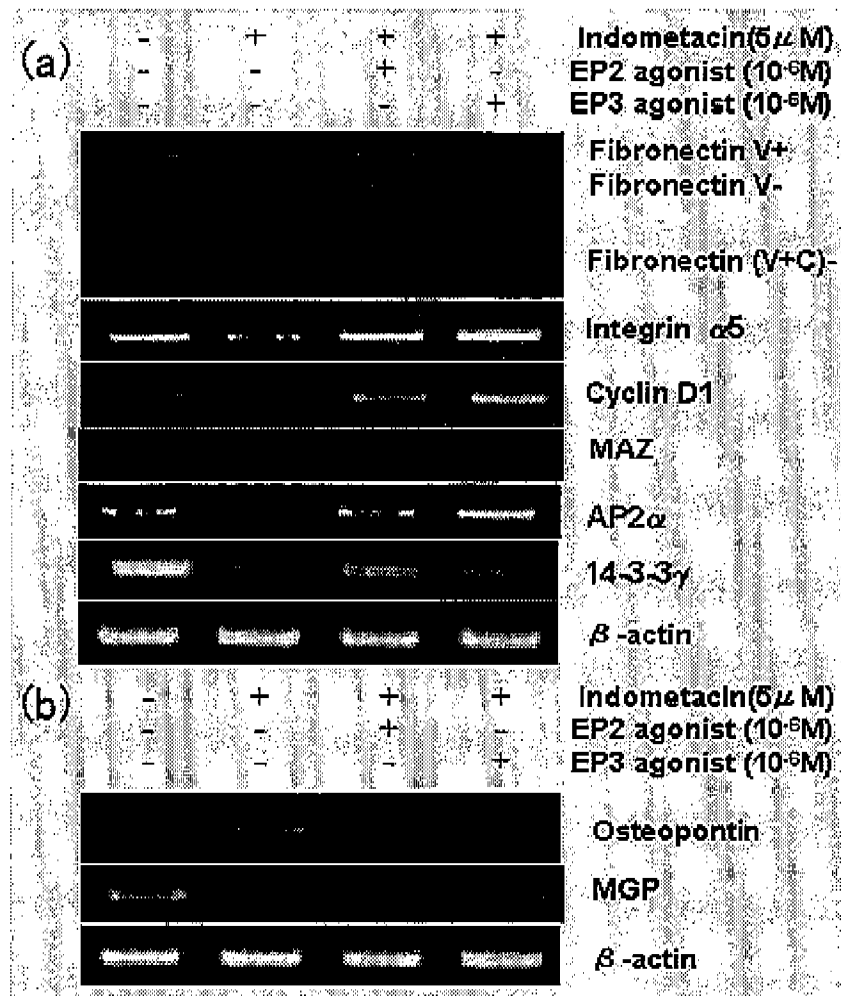 (a) - + + + Indometacin(5μM)
- - + - EP2 agonist (10-6M)
- - - + EP3 agonist (10-6M)
Fibronectin V+
Fibronectin V-
Fibronectin (V+C)-
Integrin α5
Cyclin D1
MAZ
AP2α
14-3-3γ
β-actin
(b) - + + + Indometacin(5μM)
- - + - EP2 agonist (10-6M)
- - - + EP3 agonist (10-6M)
Osteopontin
MGP
β-actin